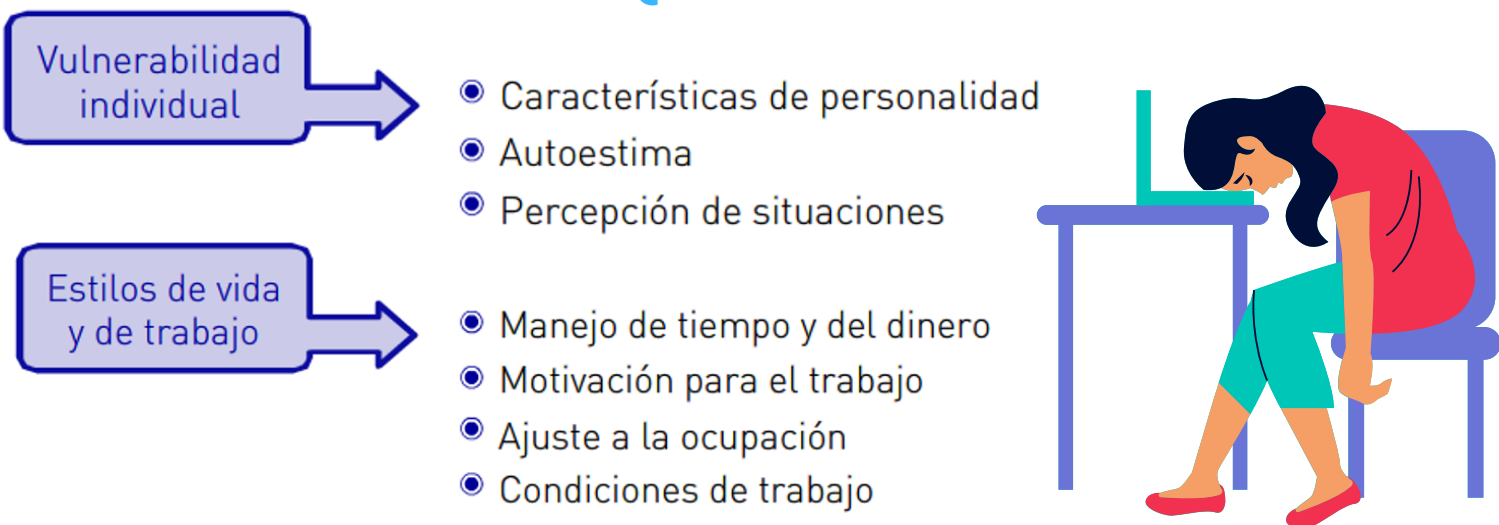 Vulnerabilidad
individual
Características de personalidad
Autoestima
Percepción de situaciones
Estilos de vida
y de trabajo
Manejo de tiempo y del dinero
Motivación para el trabajo
Ajuste a la ocupación
Condiciones de trabajo